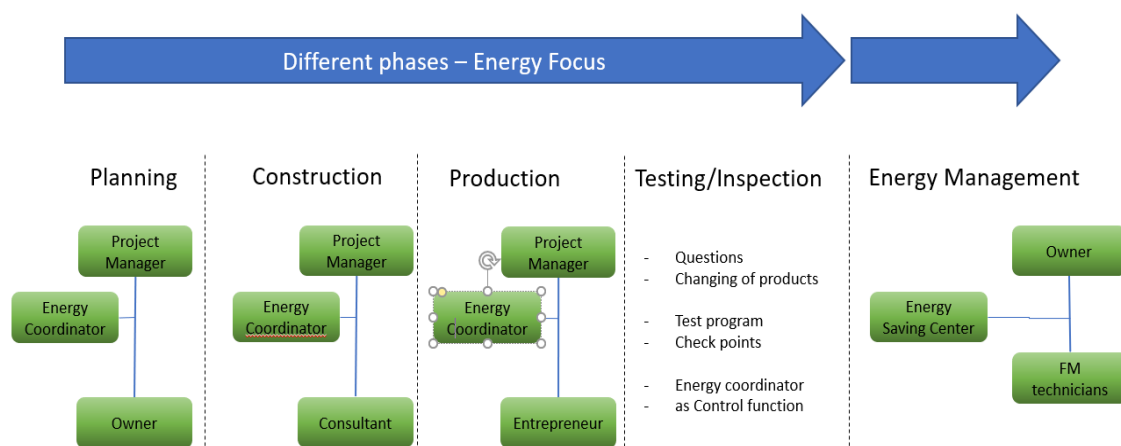 Different phases – Energy Focus
Planning
Project
Manager
Energy
Coordinator
Owner
Construction
Project
Manager
Energy
Coordinator
Consultant
Production
Project
Manager
Energy
Coordinator
Entrepreneur
Testing/Inspection
- Questions
- Changing of products
- Test program
- Check points
- Energy coordinator
- as Control function
Energy Management
Owner
Energy
Saving Center
FM
technicians